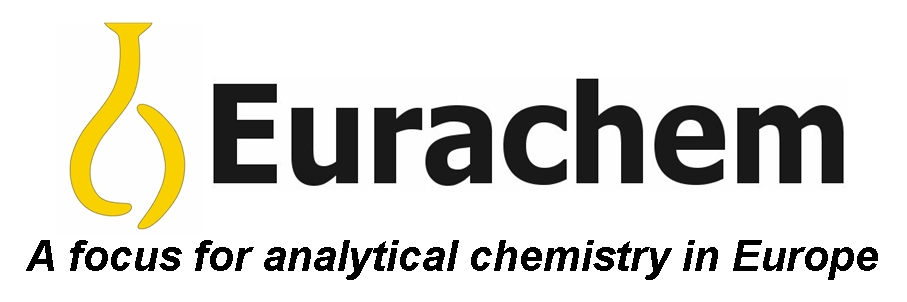 Eurachem
A focus for analytical chemistry in Europe